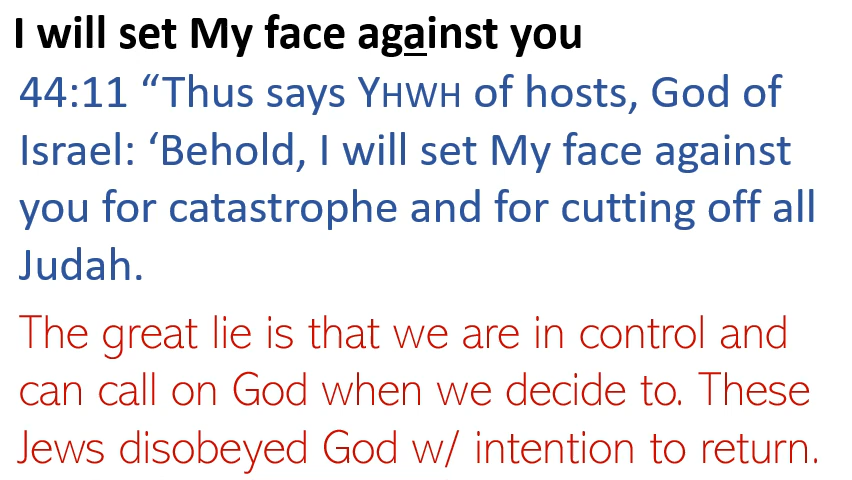 I will set My face against you
44:11 “Thus says YHWH of hosts, God of
Israel: ‘Behold, I will set My face against
you for catastrophe and for cutting off all
Judah.
The great lie is that we are in control and
can call on God when we decide to. These
Jews disobeyed God w/ intention to return.